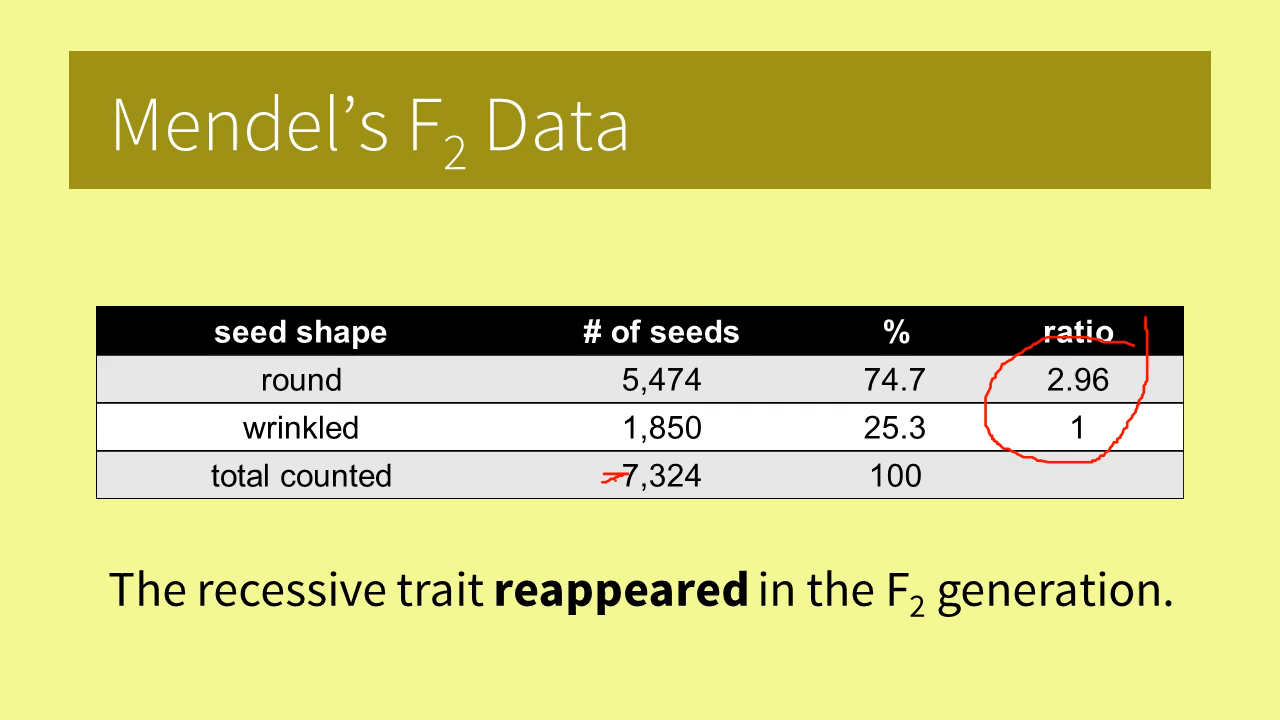 Mendel’s F₂ Data
seed shape # of seeds % ratio
round 5,474 74.7 2.96
wrinkled 1,850 25.3 1
total counted 7,324 100
The recessive trait reappeared in the F₂ generation.